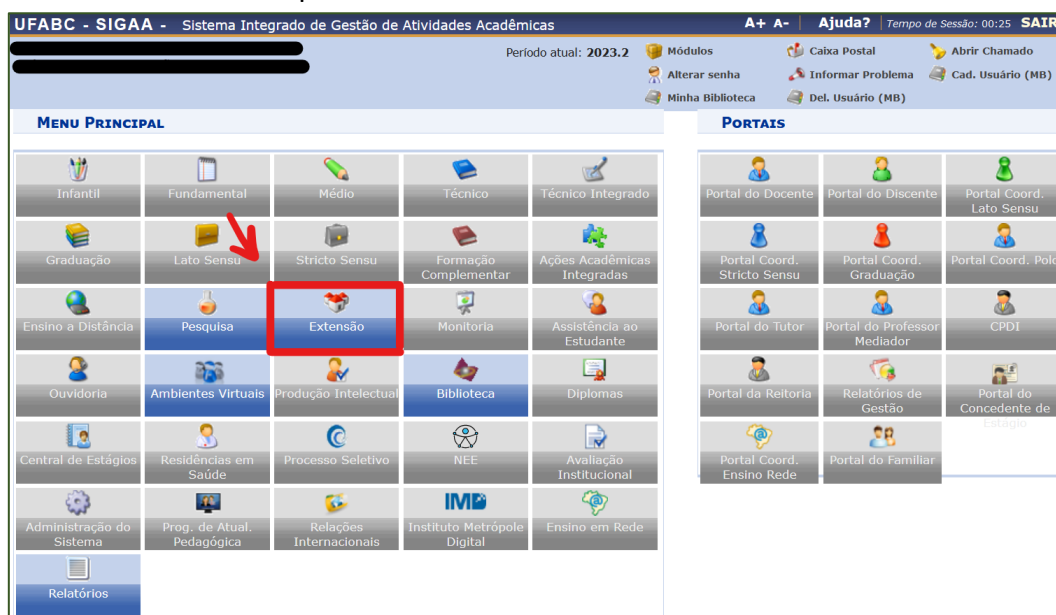 UFABC - SIGAA - Sistema Integrado de Gestão de Atividades Acadêmicas A+ A- Ajuda? Tempo de Sessão: 00:25 SAIR
Período atual: 2023.2 Módulos Caixa Postal Abrir Chamado
Alterar senha Informar Problema Cad. Usuário (MB)
Minha Biblioteca Del. Usuário (MB)
MENU PRINCIPAL
Infantil Fundamental Médio Técnico Técnico Integrado
Graduação Lato Sensu Stricto Sensu Formação Ações Acadêmicas
Complementar Integradas
Ensino a Distância Pesquisa Extensão Monitoria Assistência ao
Estudante
Ouvidoria Ambientes Virtuais Produção Intelectual Biblioteca Diplomas
Central de Estágios Residências em Processo Seletivo NEE Avaliação
Saúde Institucional
IMD
Administração do Prog. de Atual. Relações Instituto Metrópole Ensino em Rede
Sistema Pedagógica Internacionais Digital
Relatórios
PORTAIS
Portal do Docente Portal do Discente Portal Coord.
Lato Sensu
Portal Coord. Portal Coord. Portal Coord. Polo
Stricto Sensu Graduação
Portal do Tutor Portal do Professor CPDI
Mediador
Portal da Reitoria Relatórios de Portal do
Gestão Concedente de
Estágio
Portal Coord. Portal do Familiar
Ensino Rede